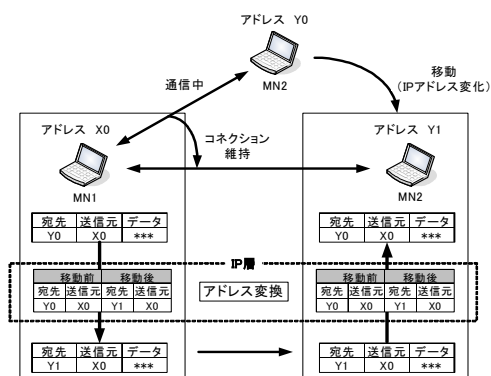 アドレス Y0
MN2
通信中
移動
(IPアドレス変化)
アドレス X0
コネクション
維持
アドレス Y1
MN1
MN2
宛先 送信元 データ
Y0 X0 ***
宛先 送信元 データ
Y0 X0 ***
IP層
移動前 移動後
宛先 送信元 宛先 送信元
Y0 X0 Y1 X0
アドレス変換
移動前 移動後
宛先 送信元 宛先 送信元
Y0 X0 Y1 X0
宛先 送信元 データ
Y1 X0 ***
宛先 送信元 データ
Y1 X0 ***